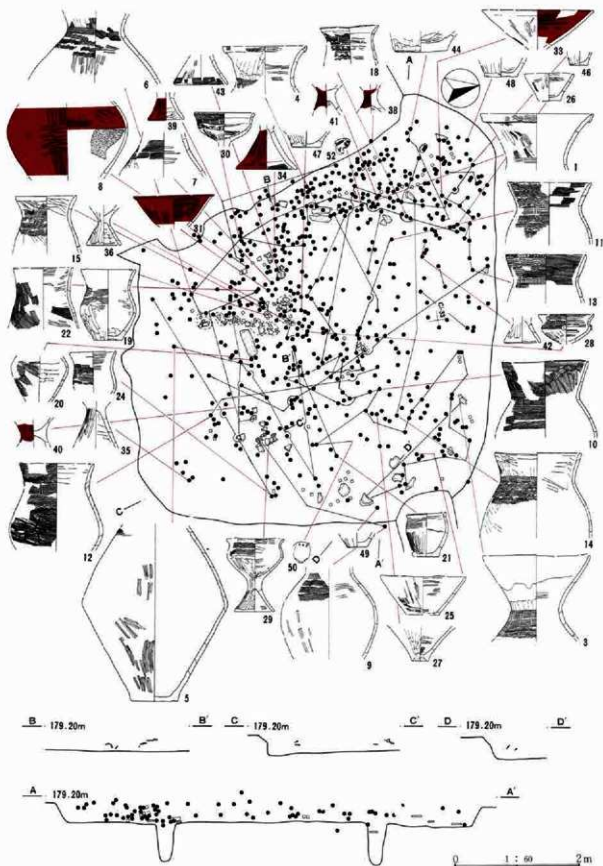 6 43 4 18 A 44 33 46
48 26
41 38
39 30 34 47 52
8 7 B 1
31
15 36 11
22 19 13
42 28
20 24 B'
40 35 10
C C' D
12 21 14
50 D' 49 A'
29 25
9 27 3
5
B 179.20m B' C 179.20m C' D 179.20m D'
A 179.20m A'
0 1 : 60 2m